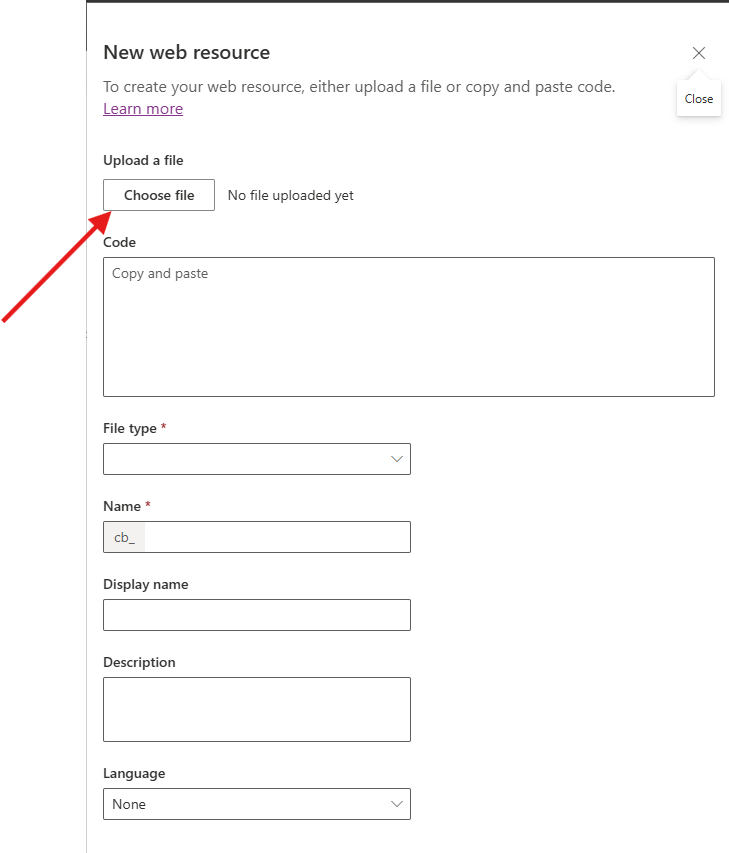 New web resource
To create your web resource, either upload a file or copy and paste code.
Learn more
Close
Upload a file
Choose file No file uploaded yet
Code
Copy and paste
File type *
Name *
cb_
Display name
Description
Language
None